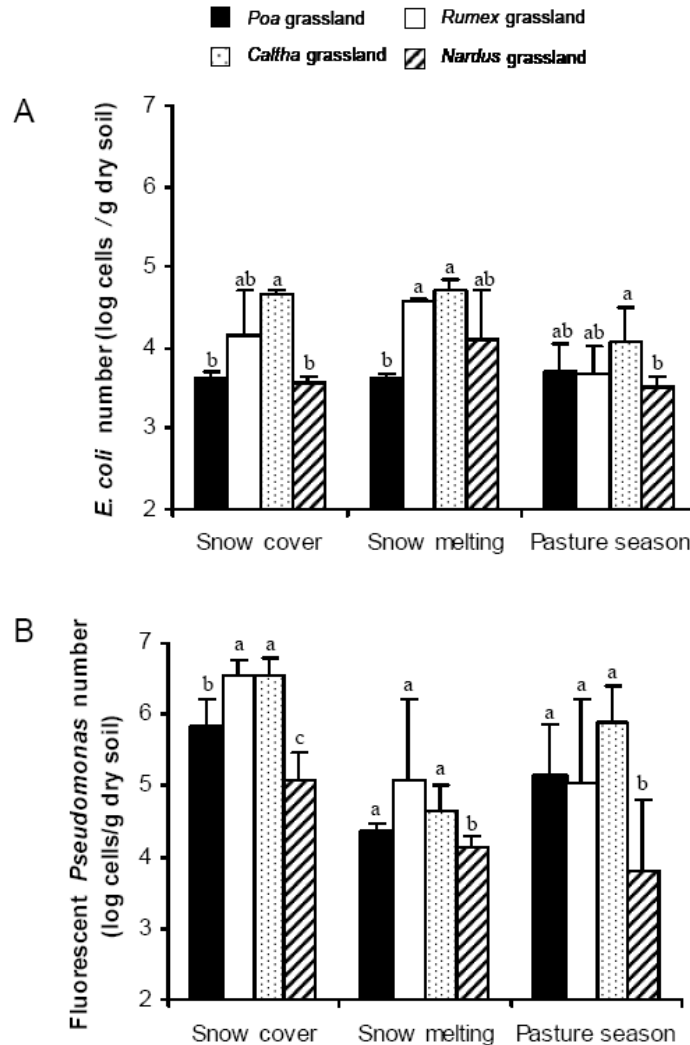 Poa grassland Rumex grassland
Caltha grassland Nardus grassland
A
E. coli number (log cells /g dry soil)
7
6
5
4
3
2
b ab a b
b a a ab
ab ab a b
Snow cover Snow melting Pasture season
B
Fluorescent Pseudomonas number
(log cells/g dry soil)
7
6
5
4
3
2
b a a c
a a a b
a a a b
Snow cover Snow melting Pasture season